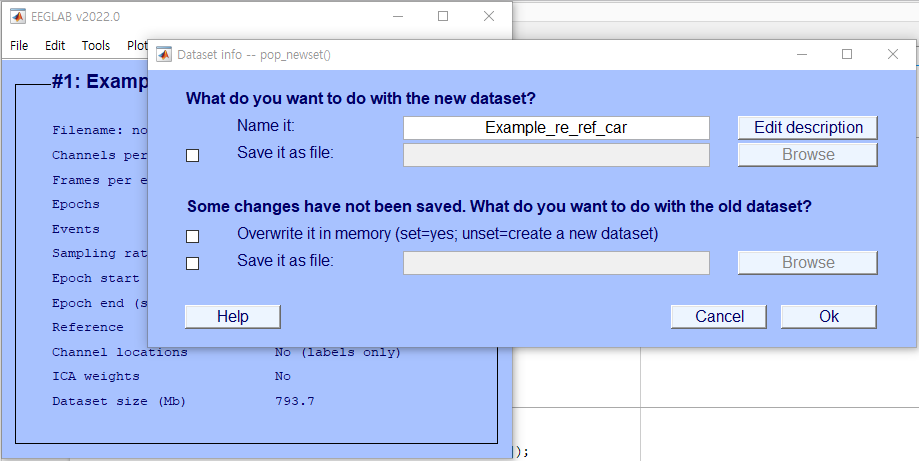 EEGLAB v2022.0
File Edit Tools Plot
Dataset info -- pop_newset()
#1: Examp
What do you want to do with the new dataset?
Name it: Example_re_ref_car Edit description
Save it as file: Browse
Some changes have not been saved. What do you want to do with the old dataset?
Overwrite it in memory (set=yes; unset=create a new dataset)
Save it as file: Browse
Help Cancel Ok
Filename: no
Channels per
Frames per e
Epochs
Events
Sampling rat
Epoch start
Epoch end (s
Reference
Channel locations No (labels only)
ICA weights No
Dataset size (Mb) 793.7
]);